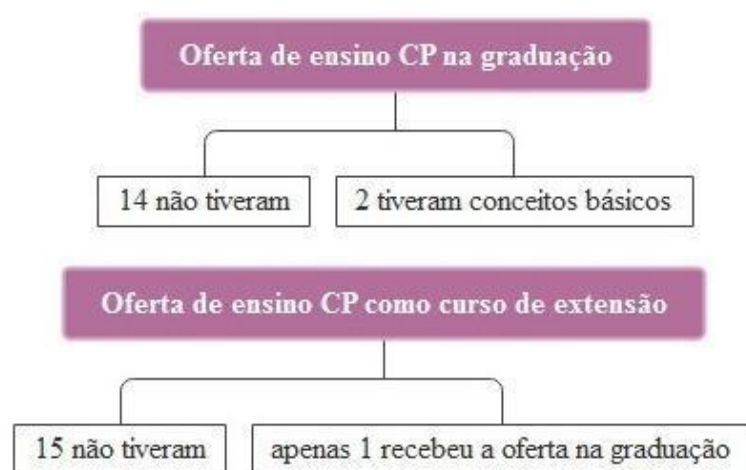 Oferta de ensino CP na graduação
14 não tiveram
2 tiveram conceitos básicos
Oferta de ensino CP como curso de extensão
15 não tiveram
apenas 1 recebeu a oferta na graduação